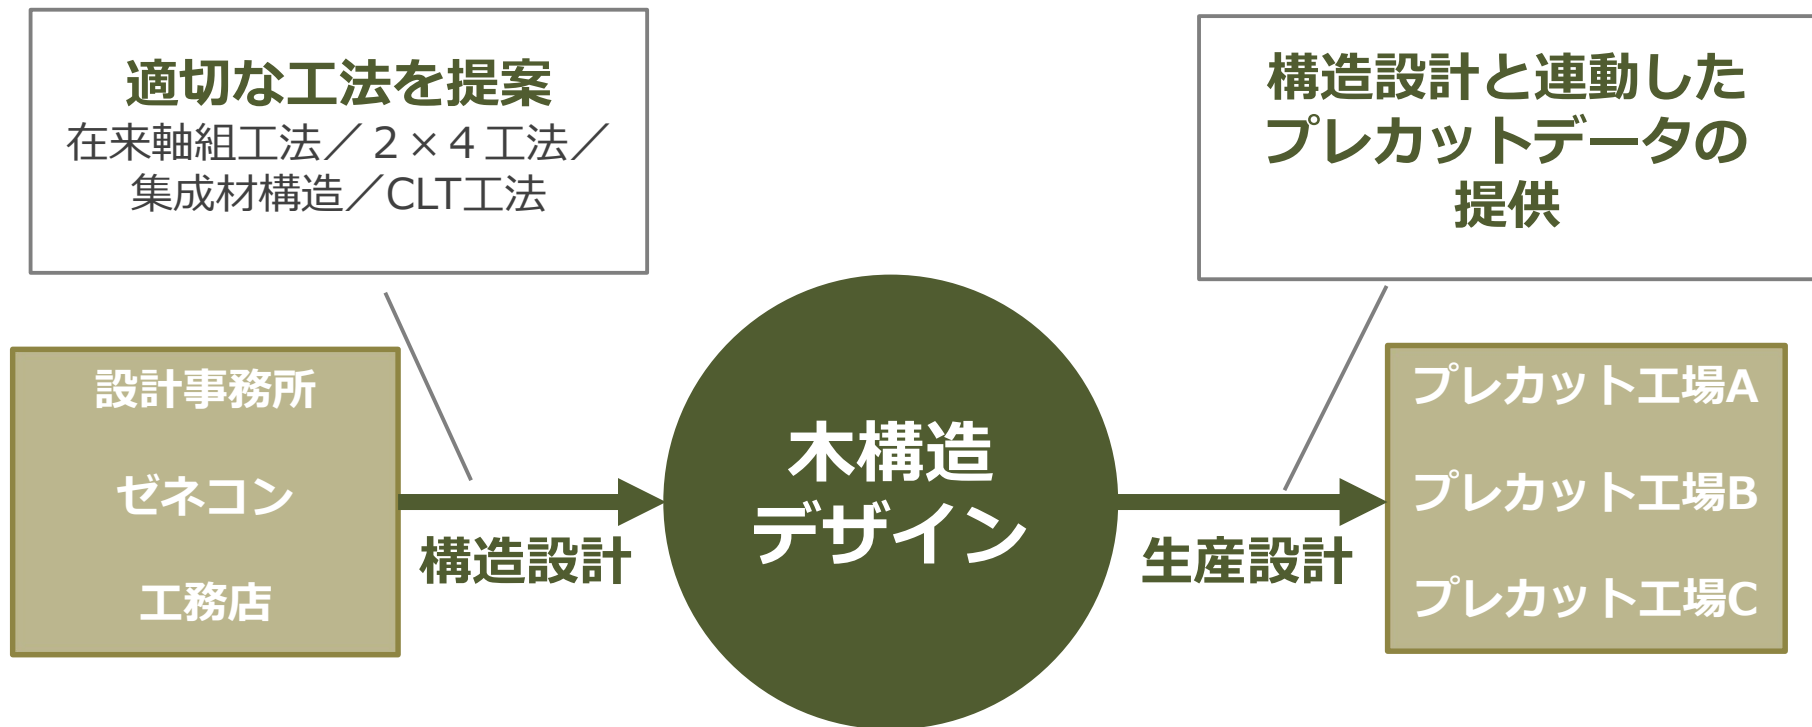 適切な工法を提案
在来軸組工法／２×４工法／
集成材構造／CLT工法
構造設計と連動した
プレカットデータの
提供
設計事務所
ゼネコン
工務店
構造設計
木構造
デザイン
生産設計
プレカット工場A
プレカット工場B
プレカット工場C